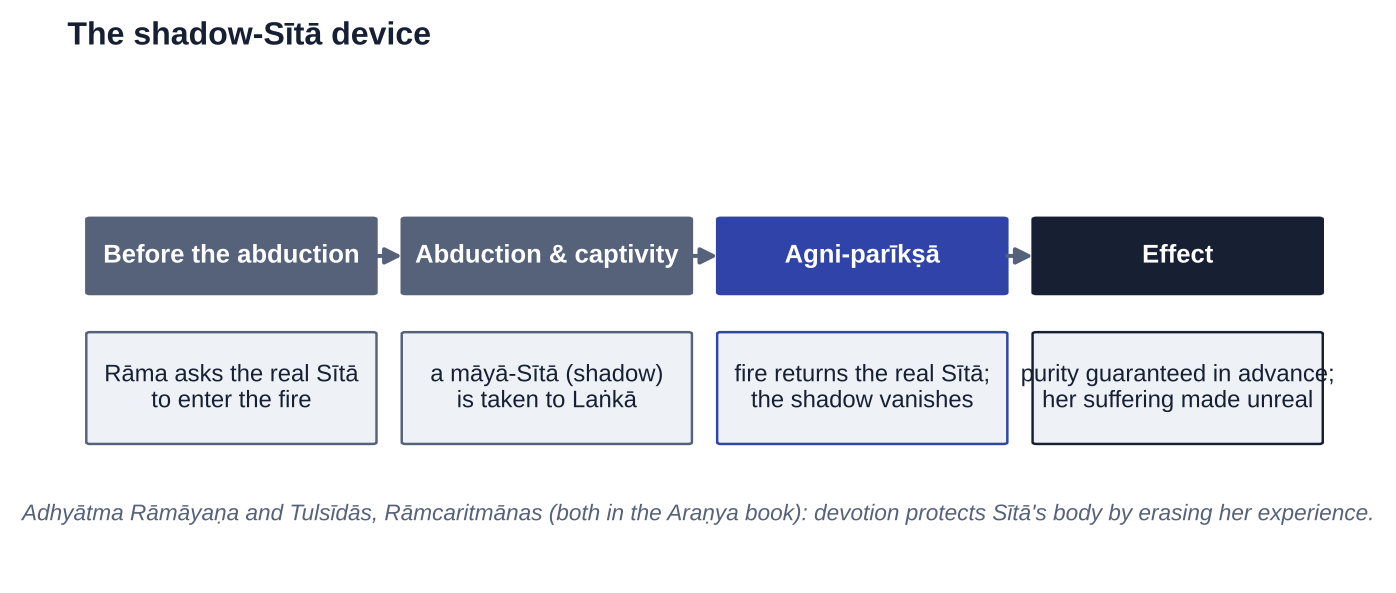 The shadow-Sītā device
Before the abduction
Abduction & captivity
Agni-parīkṣā
Effect
Rāma asks the real Sītā
to enter the fire
a māyā-Sītā (shadow)
is taken to Laṅkā
fire returns the real Sītā;
the shadow vanishes
purity guaranteed in advance;
her suffering made unreal
Adhyātma Rāmāyaṇa and Tulsīdās, Rāmcaritmānas (both in the Araṇya book): devotion protects Sītā's body by erasing her experience.